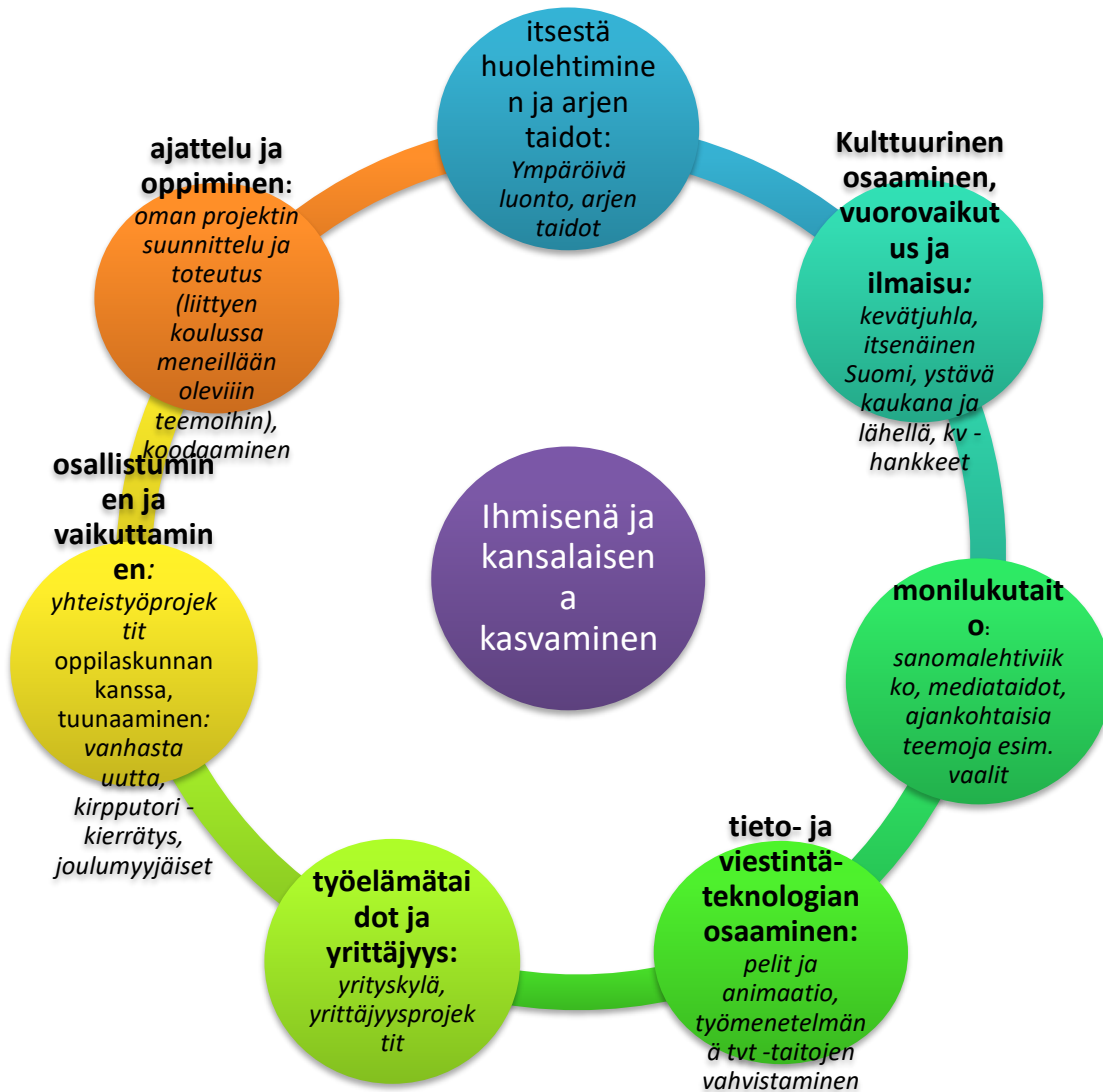 itsestä
huolehtimine
n ja arjen
taidot:
Ympäröivä
luonto, arjen
taidot
Kulttuurinen
osaaminen,
vuorovaikut
us ja
ilmaisu:
kevätjuhla,
itsenäinen
Suomi, ystävä
kaukana ja
lähellä, kv -
hankkeet
monilukutait
o:
sanomalehtiviik
ko, mediataidot,
ajankohtaisia
teemoja esim.
vaalit
tieto- ja
viestintä-
teknologian
osaaminen:
pelit ja
animaatio,
työmenetelmän
ä tvt -taitojen
vahvistaminen
työelämätai
dot ja
yrittäjyys:
yrityskylä,
yrittäjyysprojek
tit
osallistumin
en ja
vaikuttamin
en:
yhteistyöprojek
tit
oppilaskunnan
kanssa,
tuunaaminen:
vanhasta
uutta,
kirpputori -
kierrätys,
joulumyyjäiset
ajattelu ja
oppiminen:
oman projektin
suunnittelu ja
toteutus
(liittyen
koulussa
meneillään
oleviiin
teemoihin),
koodaaminen
Ihmisenä ja
kansalaisen
a
kasvaminen